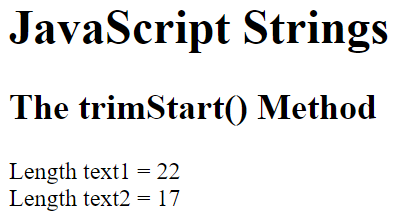 JavaScript Strings
The trimStart() Method
Length text1 = 22
Length text2 = 17